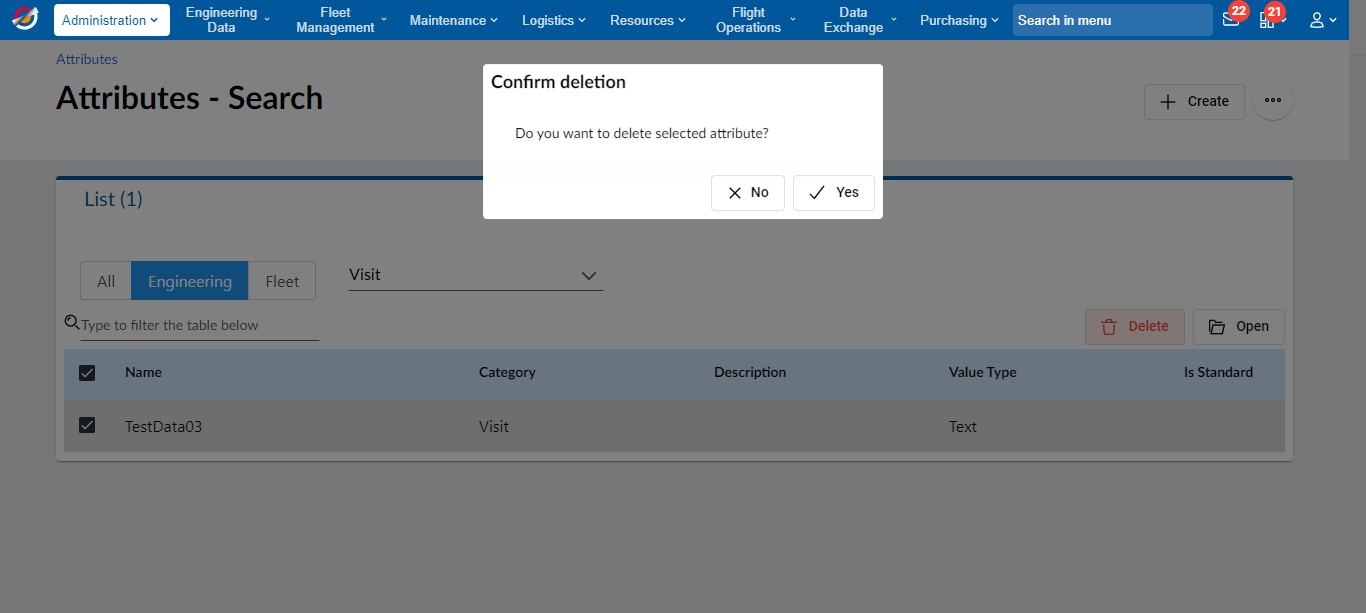 Administration
Engineering
Data
Fleet
Management
Maintenance
Logistics
Resources
Flight
Operations
Data
Exchange
Purchasing
Search in menu
22
21
Attributes
Attributes - Search
Create
Confirm deletion
Do you want to delete selected attribute?
No
Yes
List (1)
All
Engineering
Fleet
Visit
Type to filter the table below
Delete
Open
Name Category Description Value Type Is Standard
TestData03 Visit Text